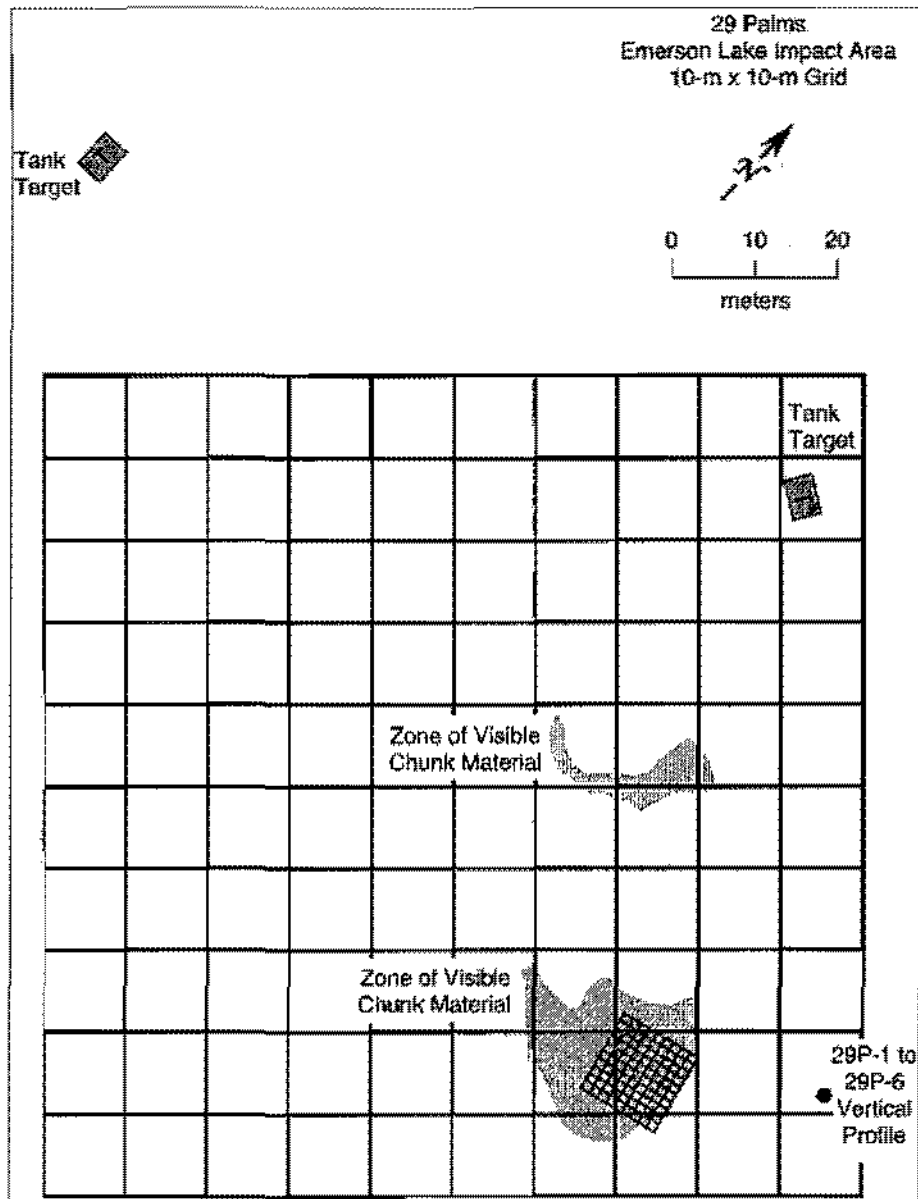 29 Palms
Emerson Lake Impact Area
10-m x 10-m Grid
Tank
Target
N
0 10 20
meters
Tank
Target
Zone of Visible
Chunk Material
Zone of Visible
Chunk Material
29P-1 to
29P-6
Vertical
Profile